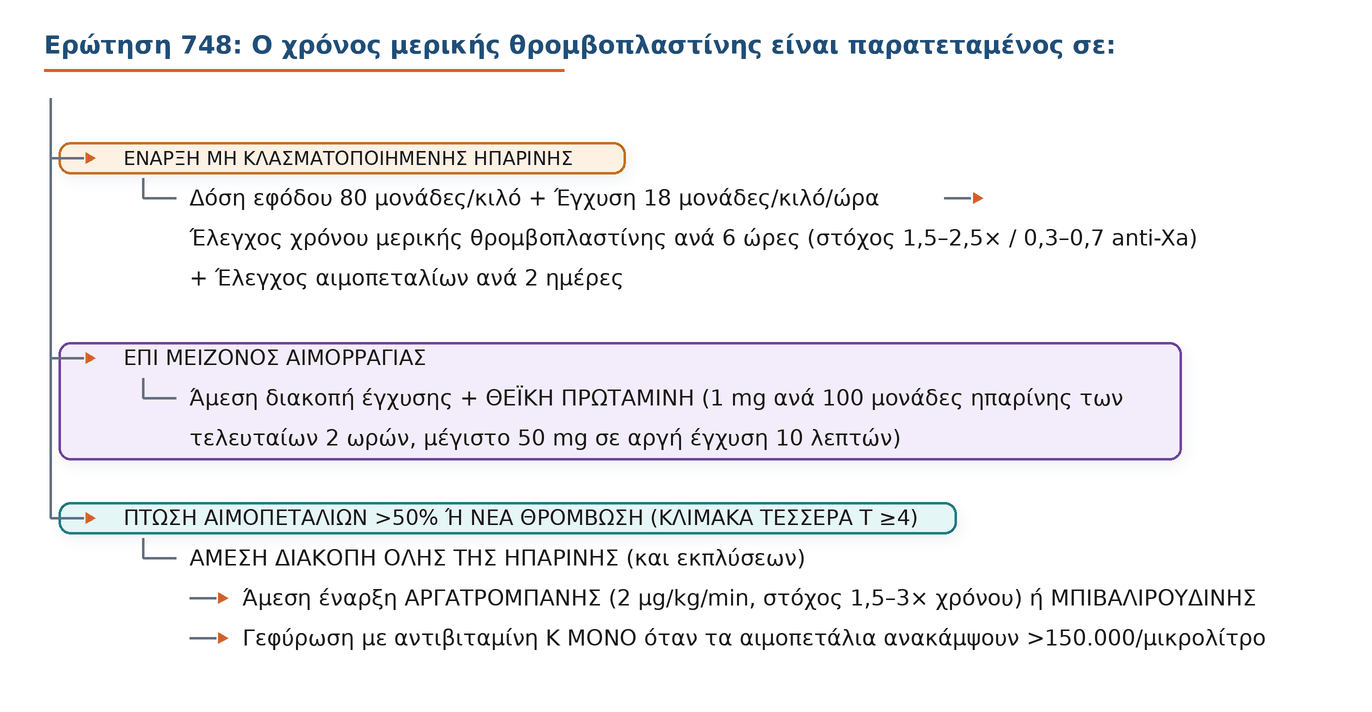 Ερώτηση 748: Ο χρόνος μερικής θρομβοπλαστίνης είναι παρατεταμένος σε:
ΕΝΑΡΞΗ ΜΗ ΚΛΑΣΜΑΤΟΠΟΙΗΜΕΝΗΣ ΗΠΑΡΙΝΗΣ
Δόση εφόδου 80 μονάδες/κιλό + Έγχυση 18 μονάδες/κιλό/ώρα
Έλεγχος χρόνου μερικής θρομβοπλαστίνης ανά 6 ώρες (στόχος 1,5–2,5× / 0,3–0,7 anti-Xa)
+ Έλεγχος αιμοπεταλίων ανά 2 ημέρες
ΕΠΙ ΜΕΙΖΟΝΟΣ ΑΙΜΟΡΡΑΓΙΑΣ
Άμεση διακοπή έγχυσης + ΘΕΪΚΗ ΠΡΩΤΑΜΙΝΗ (1 mg ανά 100 μονάδες ηπαρίνης των
τελευταίων 2 ωρών, μέγιστο 50 mg σε αργή έγχυση 10 λεπτών)
ΠΤΩΣΗ ΑΙΜΟΠΕΤΑΛΙΩΝ >50% Ή ΝΕΑ ΘΡΟΜΒΩΣΗ (ΚΛΙΜΑΚΑ ΤΕΣΣΕΡΑ Τ ≥4)
ΑΜΕΣΗ ΔΙΑΚΟΠΗ ΟΛΗΣ ΤΗΣ ΗΠΑΡΙΝΗΣ (και εκπλύσεων)
Άμεση έναρξη ΑΡΓΑΤΡΟΜΠΑΝΗΣ (2 μg/kg/min, στόχος 1,5–3× χρόνου) ή ΜΠΙΒΑΛΙΡΟΥΔΙΝΗΣ
Γεφύρωση με αντιβιταμίνη Κ ΜΟΝΟ όταν τα αιμοπετάλια ανακάμψουν >150.000/μικρολίτρο